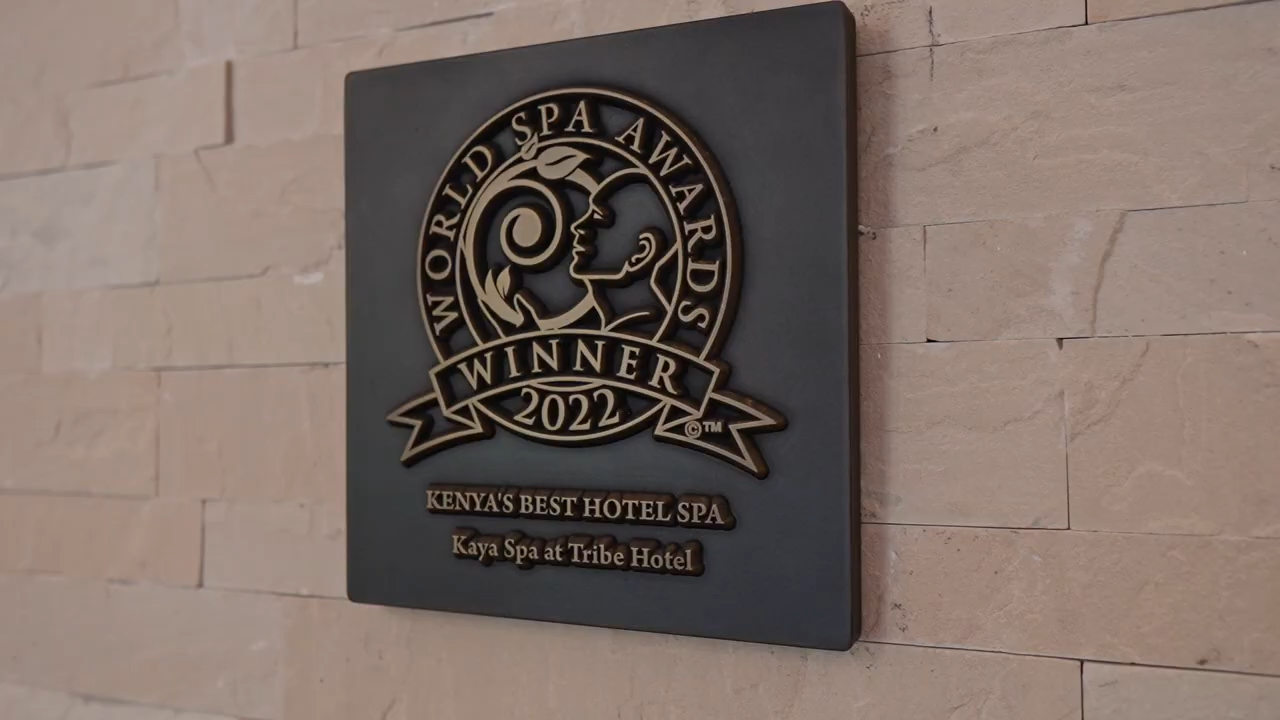 WORLD SPA AWARDS
WINNER
2022
©™
KENYA'S BEST HOTEL SPA
Kaya Spa at Tribe Hotel